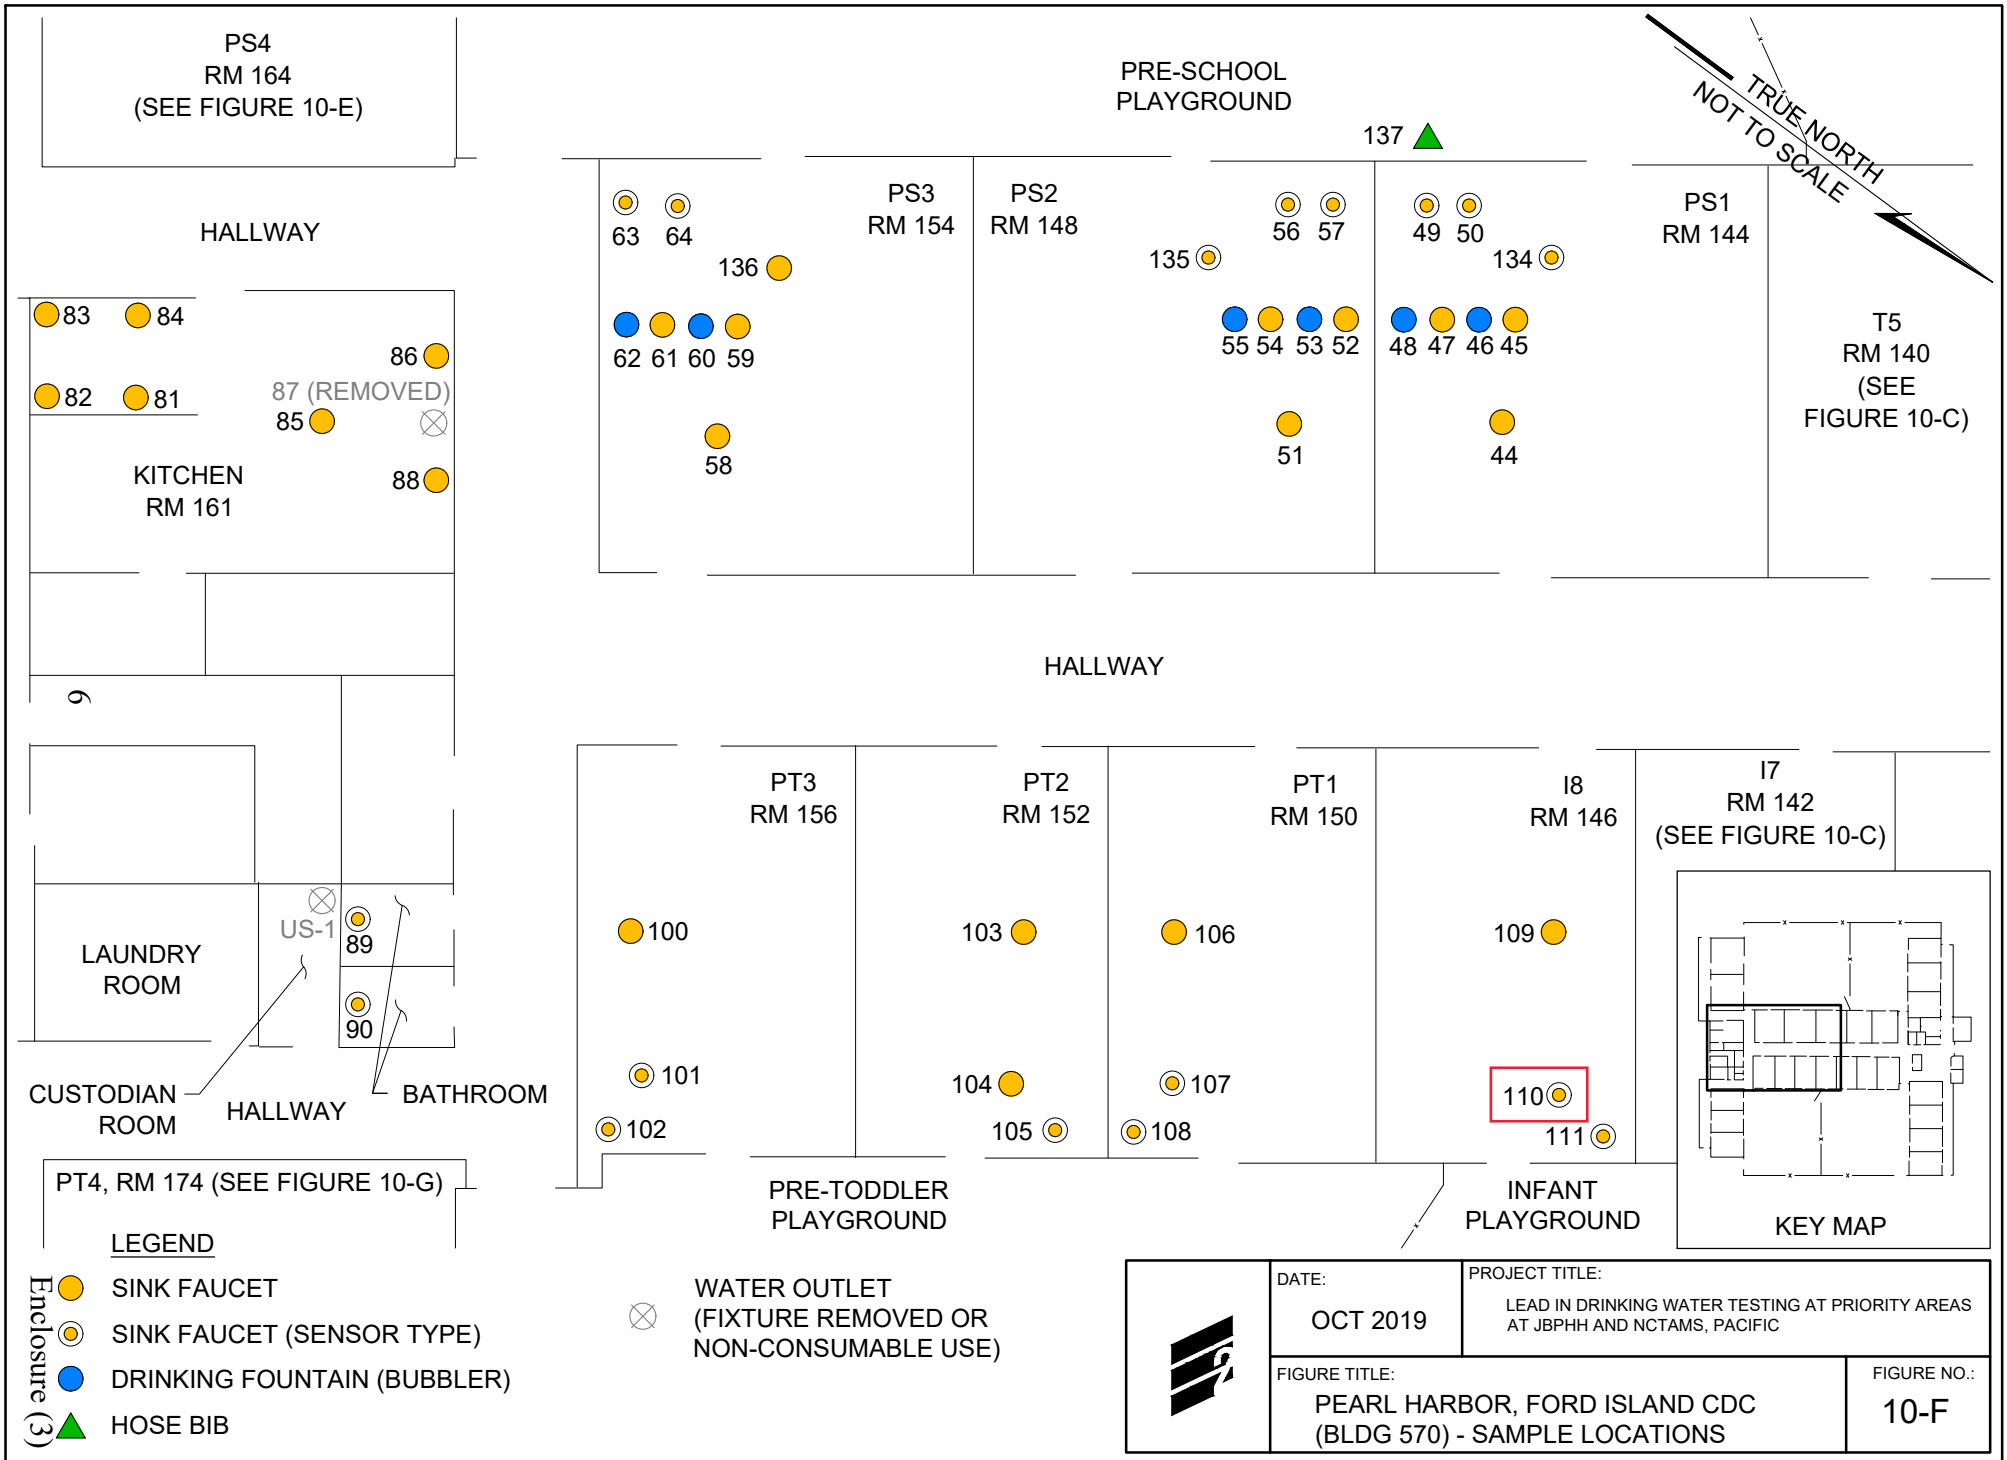 PS4
RM 164
(SEE FIGURE 10-E)
PRE-SCHOOL
PLAYGROUND
TRUE NORTH
NOT TO SCALE
137
HALLWAY
63
64
136
PS3
RM 154
PS2
RM 148
56
57
135
49
50
134
PS1
RM 144
83
84
86
87 (REMOVED)
82
81
85
88
KITCHEN
RM 161
62
61
60
59
58
55
54
53
52
51
48
47
46
45
44
T5
RM 140
(SEE
FIGURE 10-C)
HALLWAY
6
PT3
RM 156
PT2
RM 152
PT1
RM 150
I8
RM 146
I7
RM 142
(SEE FIGURE 10-C)
US-1
89
90
LAUNDRY
ROOM
CUSTODIAN
ROOM
HALLWAY
BATHROOM
100
101
102
103
104
105
106
107
108
109
110
111
KEY MAP
PT4, RM 174 (SEE FIGURE 10-G)
PRE-TODDLER
PLAYGROUND
INFANT
PLAYGROUND
LEGEND
SINK FAUCET
SINK FAUCET (SENSOR TYPE)
DRINKING FOUNTAIN (BUBBLER)
HOSE BIB
WATER OUTLET
(FIXTURE REMOVED OR
NON-CONSUMABLE USE)
Enclosure (3)
DATE:
OCT 2019
PROJECT TITLE:
LEAD IN DRINKING WATER TESTING AT PRIORITY AREAS
AT JBPHH AND NCTAMS, PACIFIC
FIGURE TITLE:
PEARL HARBOR, FORD ISLAND CDC
(BLDG 570) - SAMPLE LOCATIONS
FIGURE NO.:
10-F